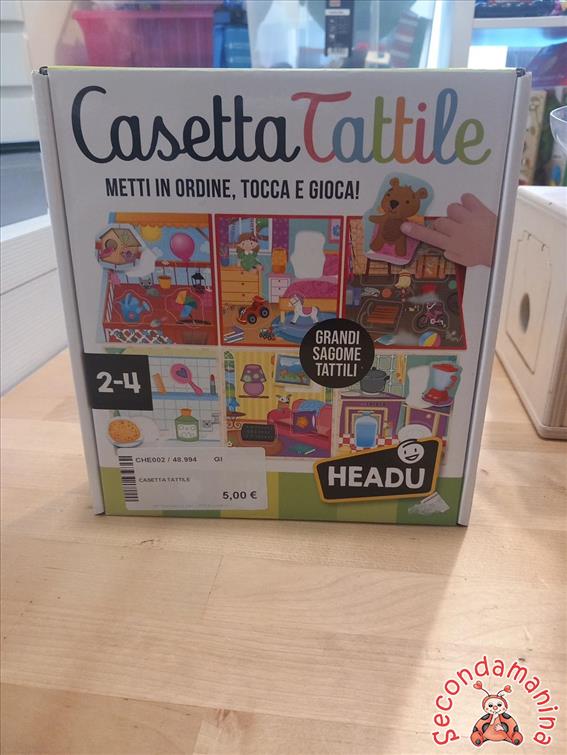 Casetta Tattile
METTI IN ORDINE, TOCCA E GIOCA!
GRANDI
SAGOME
TATTILI
2-4
CHE002 / 48.994 GI
CASETTA TATTILE
5,00 €
HEADU
secondamanina